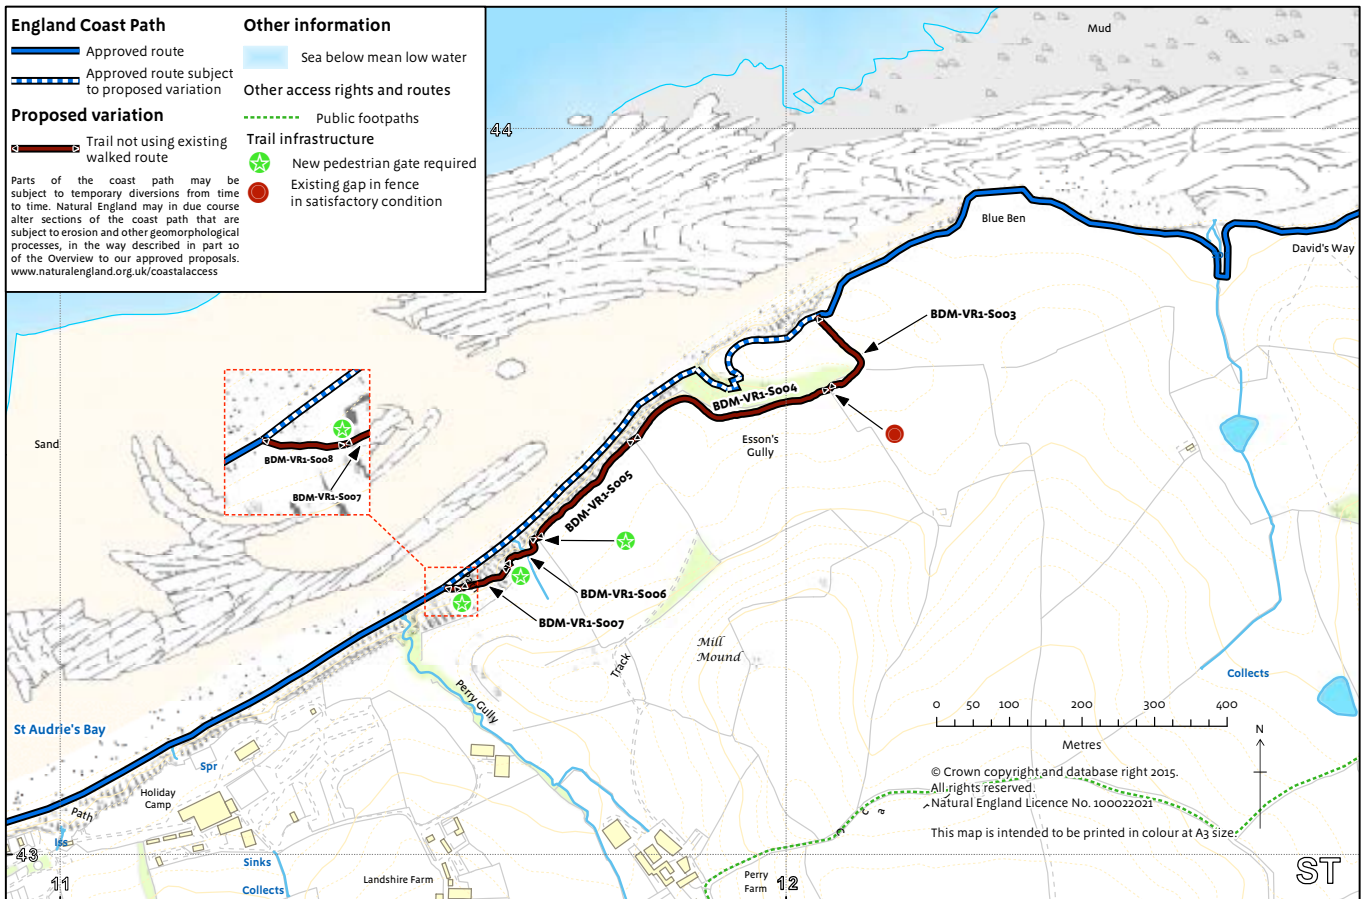 England Coast Path
Approved route
Approved route subject
to proposed variation
Proposed variation
Trail not using existing
walked route
Parts of the coast path may be
subject to temporary diversions from time
to time. Natural England may in due course
alter sections of the coast path that are
subject to erosion and other geomorphological
processes, in the way described in part 10
of the Overview to our approved proposals.
www.naturalengland.org.uk/coastalaccess
Other information
Sea below mean low water
Other access rights and routes
Public footpaths
Trail infrastructure
New pedestrian gate required
Existing gap in fence
in satisfactory condition
Mud
44
Blue Ben
David's Way
BDM-VR1-S003
BDM-VR1-S004
Esson's
Gully
Sand
BDM-VR1-S008
BDM-VR1-S007
BDM-VR1-S005
BDM-VR1-S006
BDM-VR1-S007
Mill
Mound
Track
Perry Gully
Collects
St Audrie's Bay
Spr
Holiday
Camp
Path
Iss
43
11
Sinks
Collects
Landshire Farm
Perry
Farm
12
0 50 100 200 300 400
Metres
N
© Crown copyright and database right 2015.
All rights reserved.
Natural England Licence No. 100022021
This map is intended to be printed in colour at A3 size.
ST